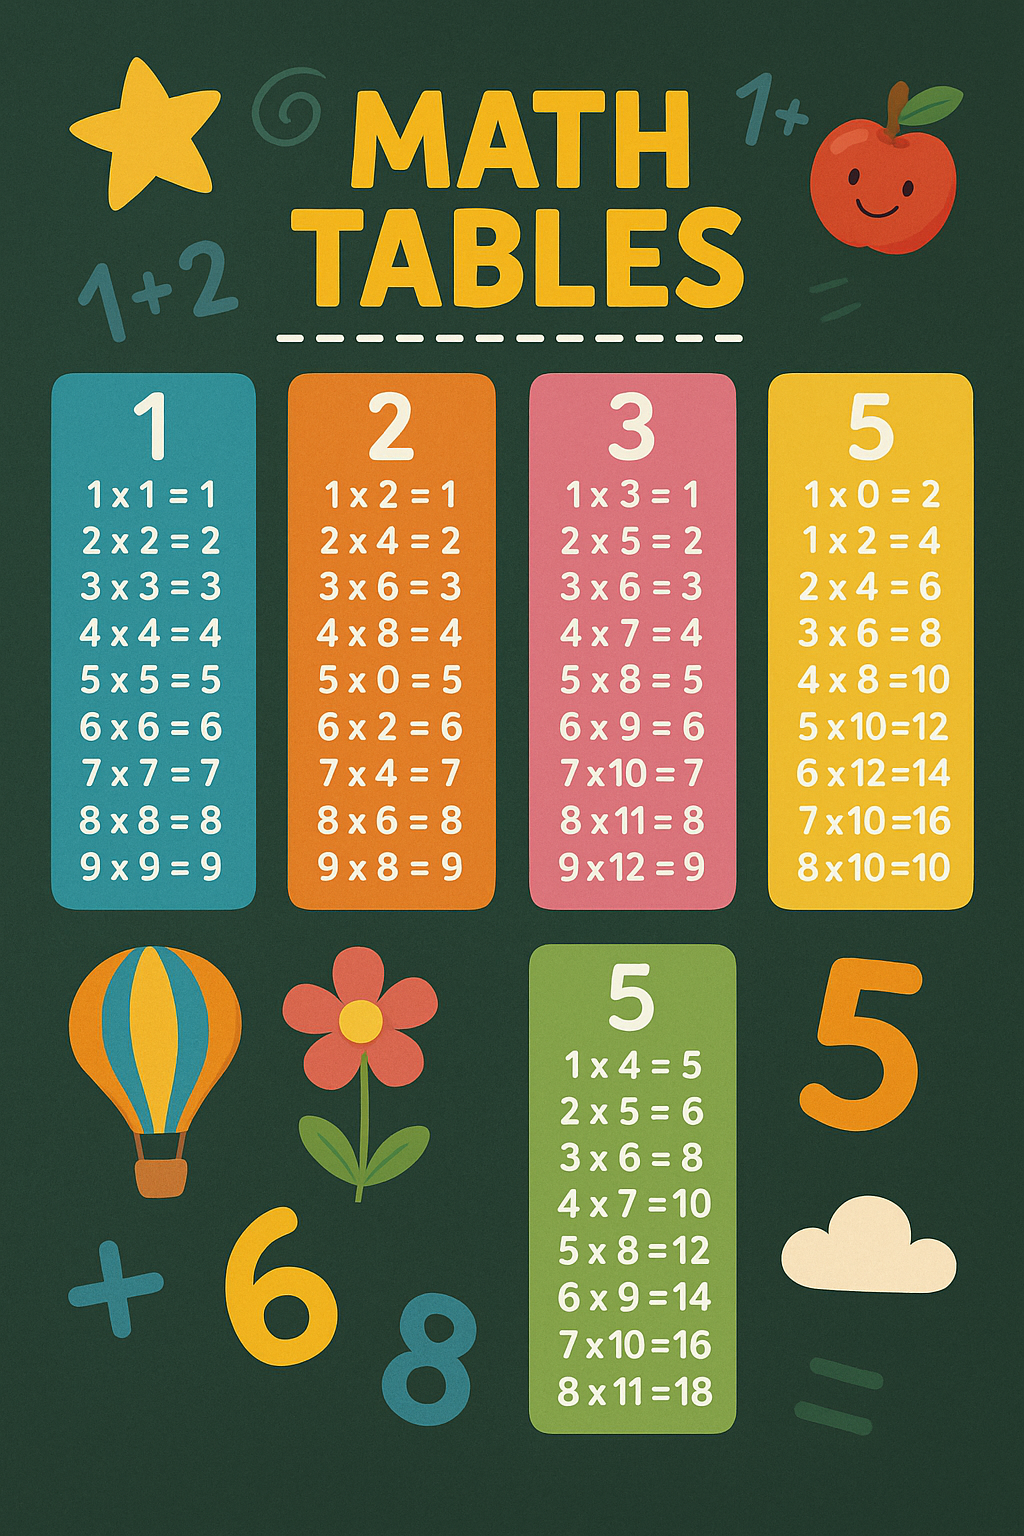 MATH
TABLES
1+
1+2
1
1 x 1 = 1
2 x 2 = 2
3 x 3 = 3
4 x 4 = 4
5 x 5 = 5
6 x 6 = 6
7 x 7 = 7
8 x 8 = 8
9 x 9 = 9
2
1 x 2 = 1
2 x 4 = 2
3 x 6 = 3
4 x 8 = 4
5 x 0 = 5
6 x 2 = 6
7 x 4 = 7
8 x 6 = 8
9 x 8 = 9
3
1 x 3 = 1
2 x 5 = 2
3 x 6 = 3
4 x 7 = 4
5 x 8 = 5
6 x 9 = 6
7 x10 = 7
8 x 11 = 8
9 x12 = 9
5
1 x 0 = 2
1 x 2 = 4
2 x 4 = 6
3 x 6 = 8
4 x 8 =10
5 x10=12
6 x12=14
7 x10=16
8 x10=10
5
1 x 4 = 5
2 x 5 = 6
3 x 6 = 8
4 x 7 =10
5 x 8 =12
6 x 9 =14
7 x10=16
8 x 11 =18
5
+
6
8
=